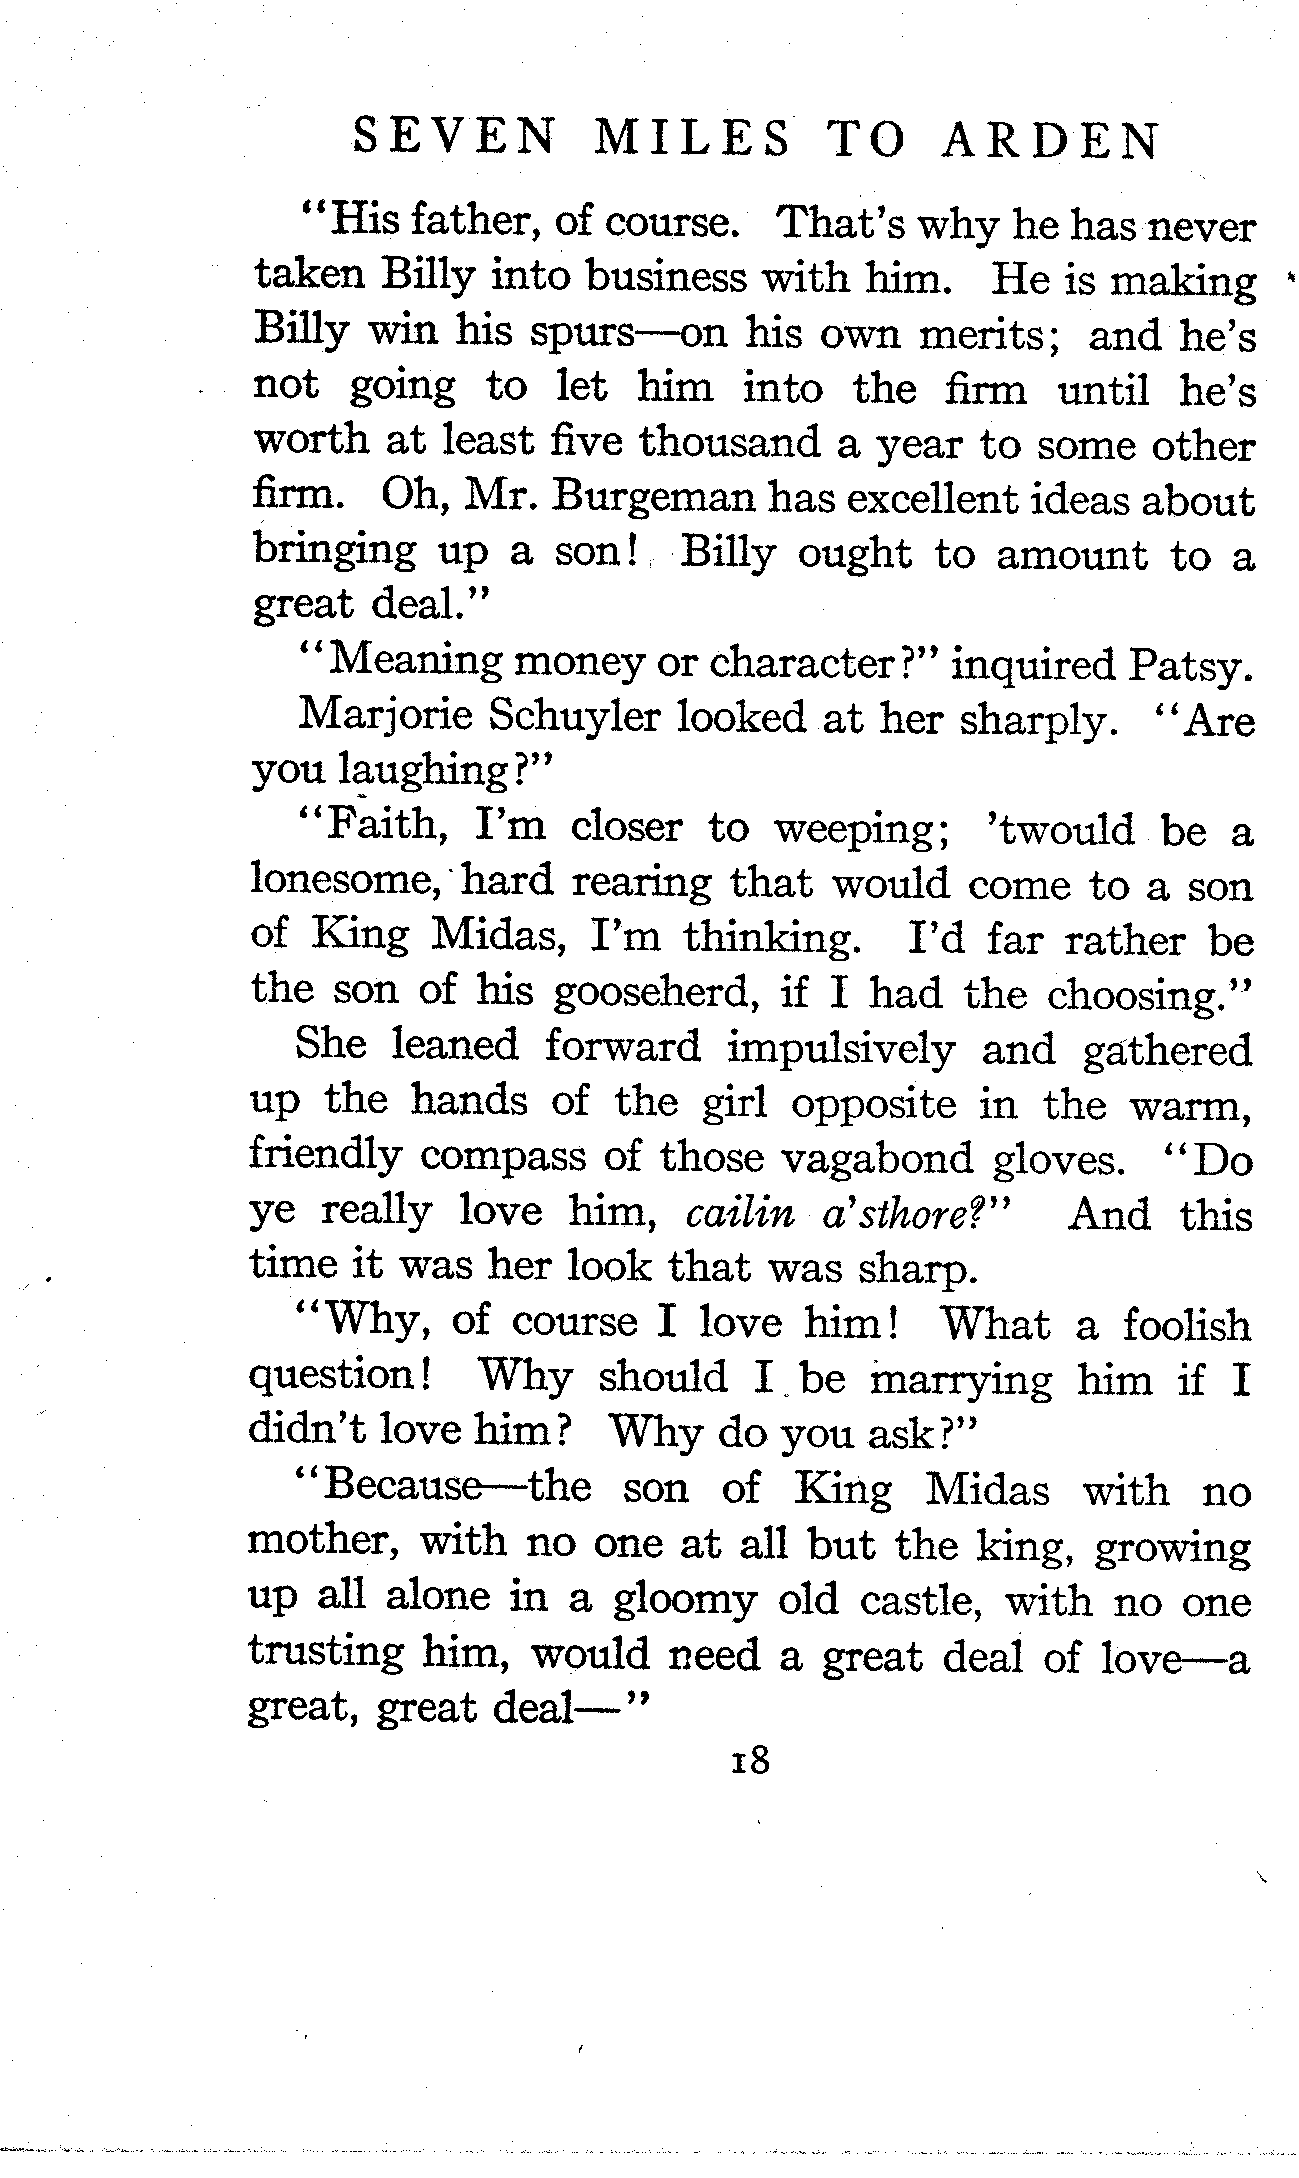 SEVEN MILES TO ARDEN
"His father, of course. That's why he has never
taken Billy into business with him. He is making
Billy win his spurs—on his own merits; and he's
not going to let him into the firm until he's
worth at least five thousand a year to some other
firm. Oh, Mr. Burgeman has excellent ideas about
bringing up a son! Billy ought to amount to a
great deal."
"Meaning money or character?" inquired Patsy.
Marjorie Schuyler looked at her sharply. "Are
you laughing?"
"Faith, I'm closer to weeping; 'twould be a
lonesome, hard rearing that would come to a son
of King Midas, I'm thinking. I'd far rather be
the son of his gooseherd, if I had the choosing."
She leaned forward impulsively and gathered
up the hands of the girl opposite in the warm,
friendly compass of those vagabond gloves. "Do
ye really love him, cailin a'sthore?" And this
time it was her look that was sharp.
"Why, of course I love him! What a foolish
question! Why should I be marrying him if I
didn't love him? Why do you ask?"
"Because—the son of King Midas with no
mother, with no one at all but the king, growing
up all alone in a gloomy old castle, with no one
trusting him, would need a great deal of love—a
great, great deal—"
18